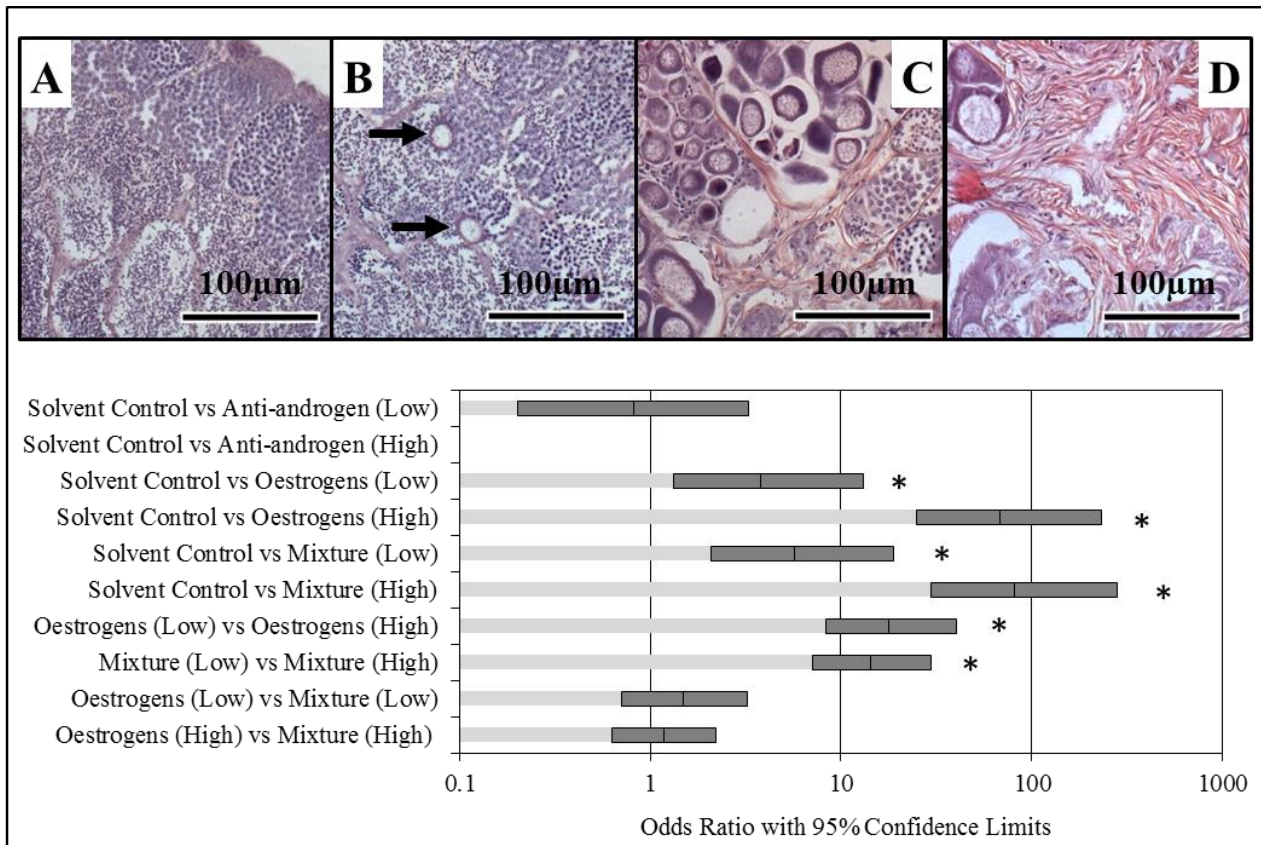 A
B
C
D
100μm
100μm
100μm
100μm
Solvent Control vs Anti-androgen (Low)
Solvent Control vs Anti-androgen (High)
Solvent Control vs Oestrogens (Low)
*
Solvent Control vs Oestrogens (High)
*
Solvent Control vs Mixture (Low)
*
Solvent Control vs Mixture (High)
*
Oestrogens (Low) vs Oestrogens (High)
*
Mixture (Low) vs Mixture (High)
*
Oestrogens (Low) vs Mixture (Low)
Oestrogens (High) vs Mixture (High)
0.1 1 10 100 1000
Odds Ratio with 95% Confidence Limits